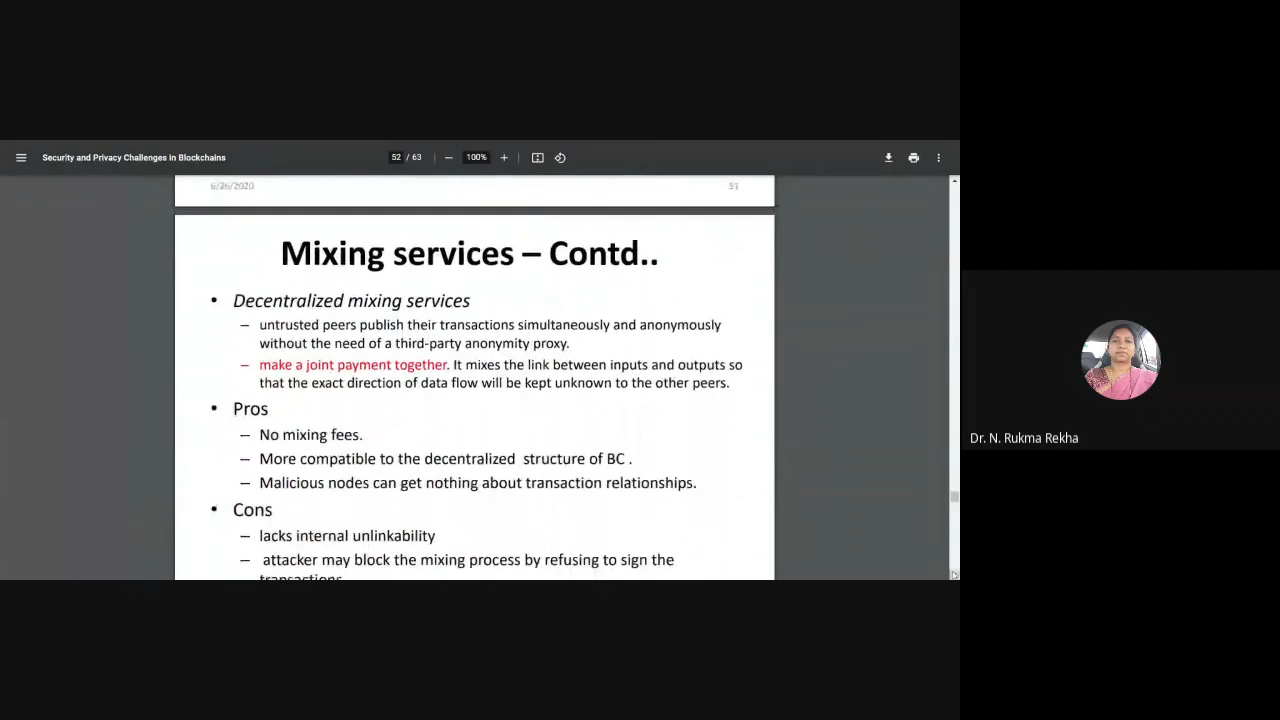 Security and Privacy Challenges in Blockchains
52 / 63
100%
6/26/2020
51
Mixing services – Contd..
• Decentralized mixing services
– untrusted peers publish their transactions simultaneously and anonymously
without the need of a third-party anonymity proxy.
– make a joint payment together. It mixes the link between inputs and outputs so
that the exact direction of data flow will be kept unknown to the other peers.
• Pros
– No mixing fees.
– More compatible to the decentralized structure of BC .
– Malicious nodes can get nothing about transaction relationships.
• Cons
– lacks internal unlinkability
– attacker may block the mixing process by refusing to sign the
transactions
Dr. N. Rukma Rekha